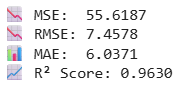 📉 MSE: 55.6187
📉 RMSE: 7.4578
📊 MAE: 6.0371
📈 R² Score: 0.9630